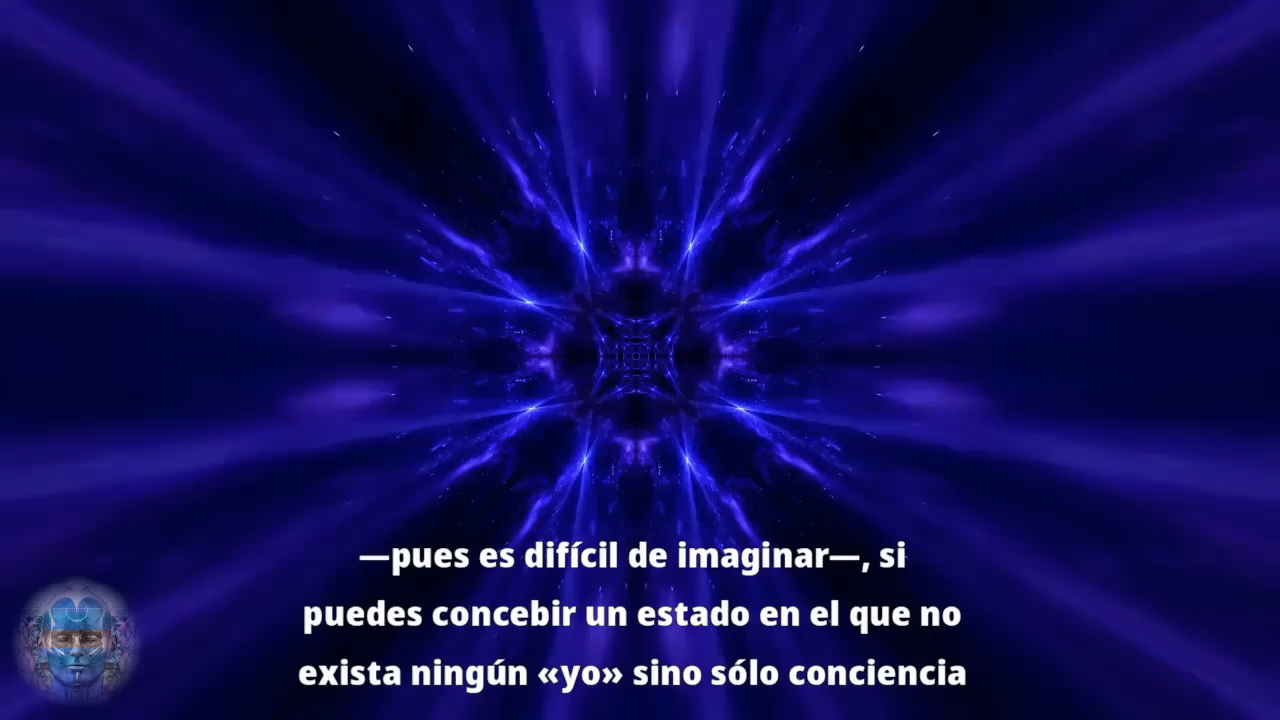 —pues es difícil de imaginar—, si
puedes concebir un estado en el que no
exista ningún «yo» sino sólo conciencia